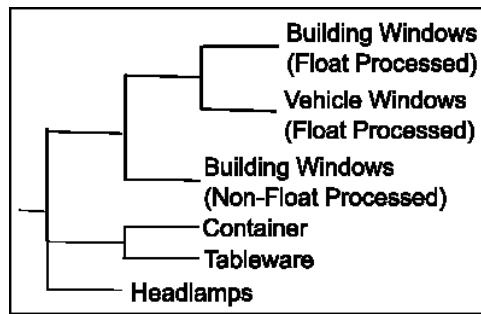 Building Windows
(Float Processed)
Vehicle Windows
(Float Processed)
Building Windows
(Non-Float Processed)
Container
Tableware
Headlamps